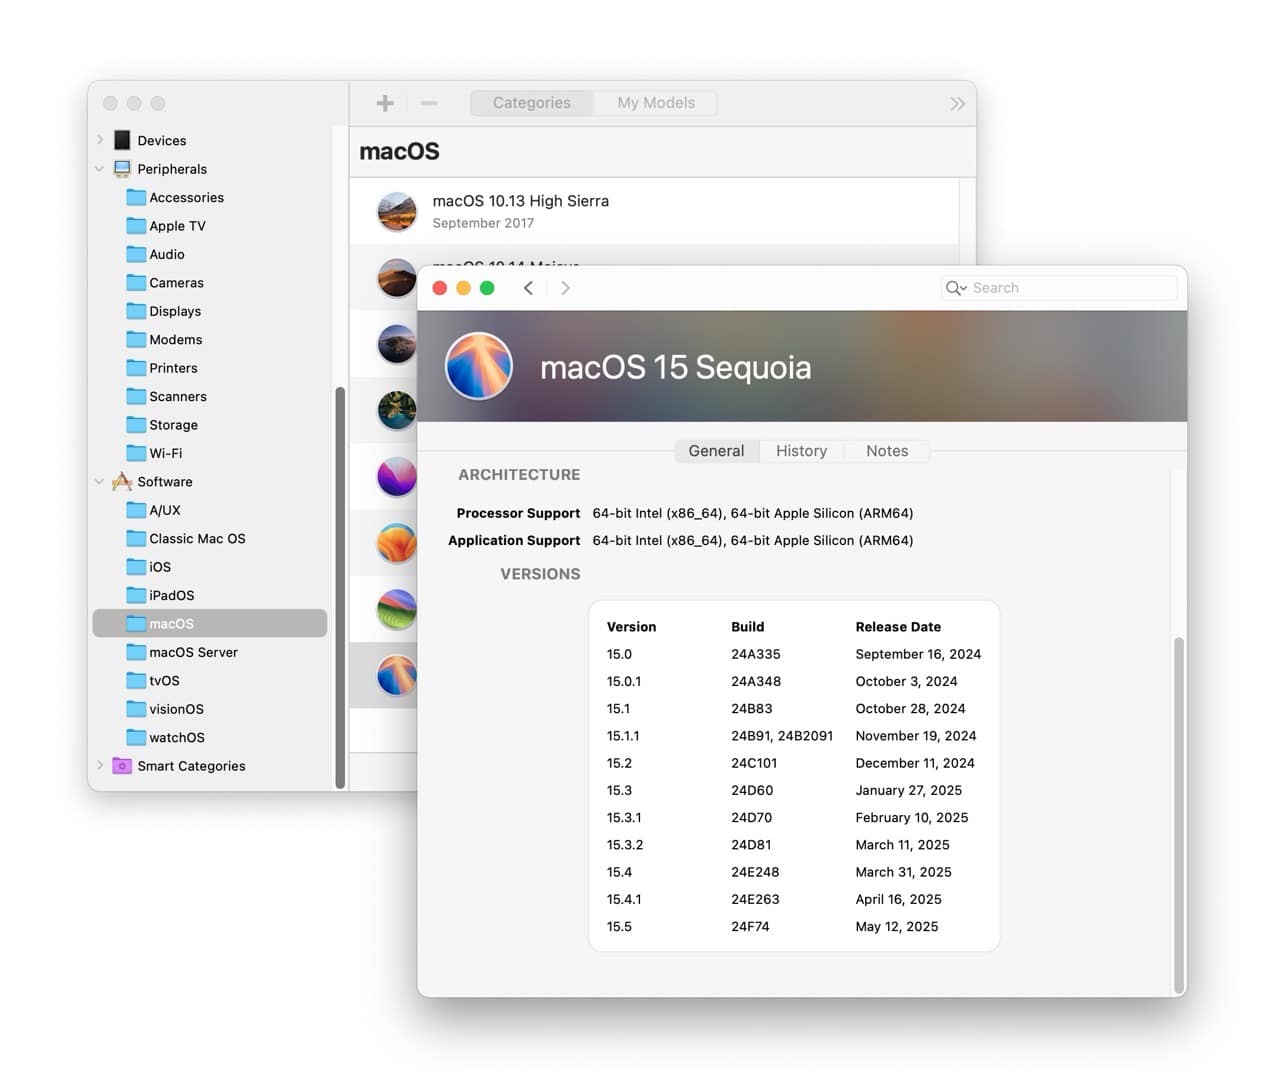 Categories
My Models
Devices
Peripherals
Accessories
Apple TV
Audio
Cameras
Displays
Modems
Printers
Scanners
Storage
Wi-Fi
Software
A/UX
Classic Mac OS
iOS
iPadOS
macOS
macOS Server
tvOS
visionOS
watchOS
Smart Categories
macOS
macOS 10.13 High Sierra
September 2017
macOS 10.14 Mojave
Search
macOS 15 Sequoia
General History Notes
ARCHITECTURE
Processor Support 64-bit Intel (x86_64), 64-bit Apple Silicon (ARM64)
Application Support 64-bit Intel (x86_64), 64-bit Apple Silicon (ARM64)
VERSIONS
Version Build Release Date
15.0 24A335 September 16, 2024
15.0.1 24A348 October 3, 2024
15.1 24B83 October 28, 2024
15.1.1 24B91, 24B2091 November 19, 2024
15.2 24C101 December 11, 2024
15.3 24D60 January 27, 2025
15.3.1 24D70 February 10, 2025
15.3.2 24D81 March 11, 2025
15.4 24E248 March 31, 2025
15.4.1 24E263 April 16, 2025
15.5 24F74 May 12, 2025